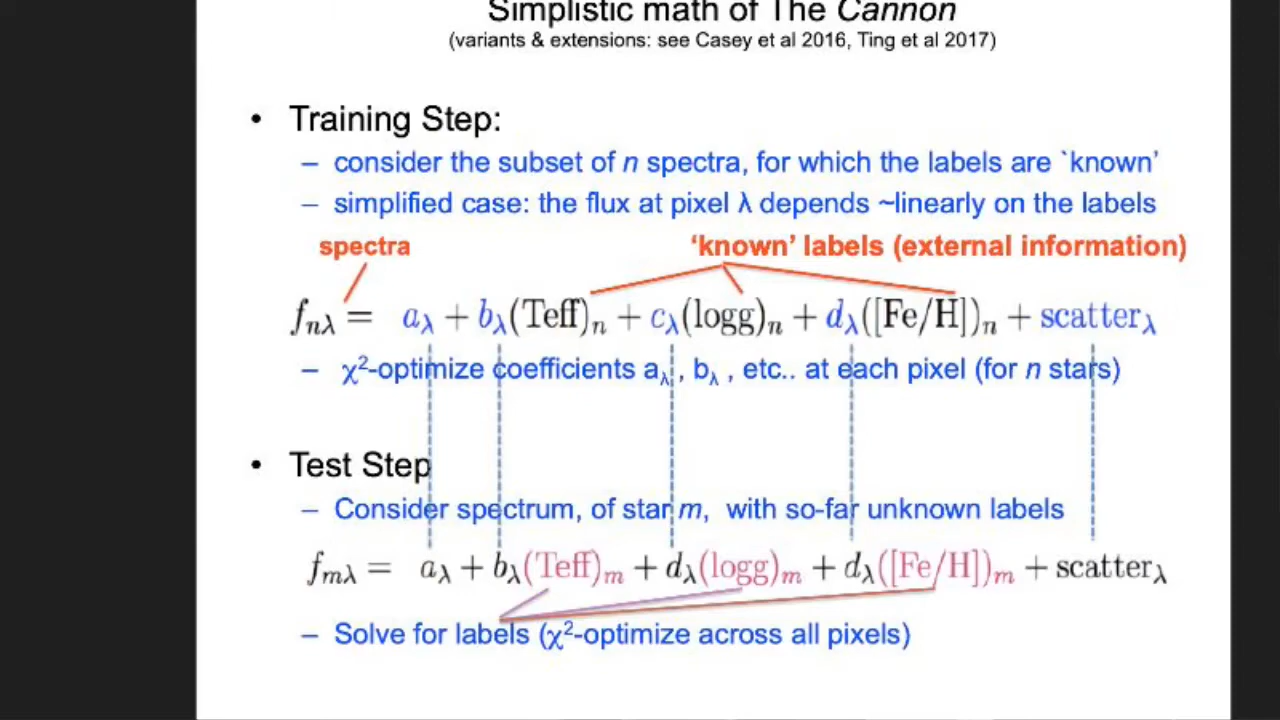 Simplistic math of The Cannon
(variants & extensions: see Casey et al 2016, Ting et al 2017)
• Training Step:
– consider the subset of n spectra, for which the labels are `known’
– simplified case: the flux at pixel λ depends ~linearly on the labels
spectra ‘known’ labels (external information)
fₙλ = aλ + bλ(Teff)ₙ + cλ(logg)ₙ + dλ([Fe/H])ₙ + scatterλ
– χ²-optimize coefficients aλ , bλ , etc.. at each pixel (for n stars)
• Test Step
– Consider spectrum, of star m, with so-far unknown labels
fₘλ = aλ + bλ(Teff)ₘ + dλ(logg)ₘ + dλ([Fe/H])ₘ + scatterλ
– Solve for labels (χ²-optimize across all pixels)